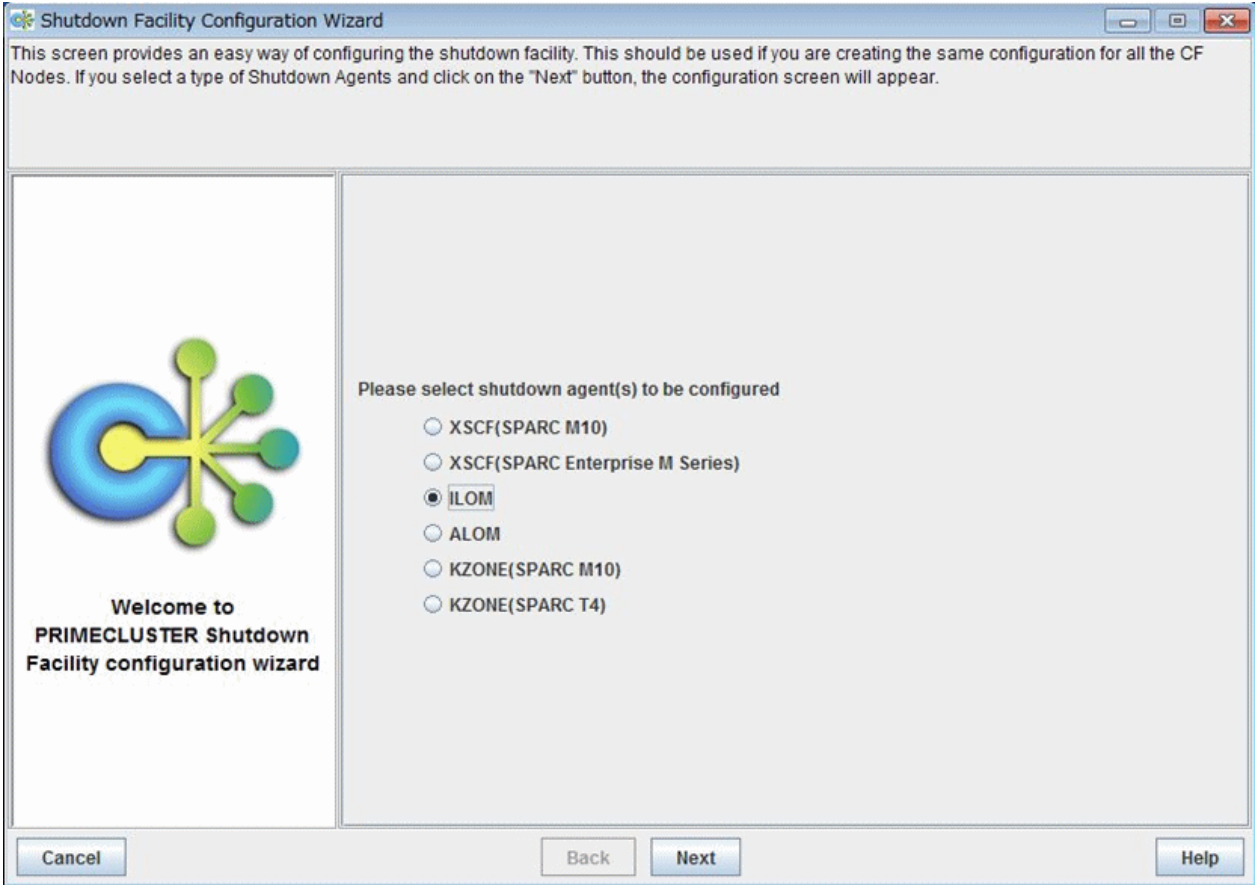 Shutdown Facility Configuration Wizard
This screen provides an easy way of configuring the shutdown facility. This should be used if you are creating the same configuration for all the CF
Nodes. If you select a type of Shutdown Agents and click on the "Next" button, the configuration screen will appear.
Please select shutdown agent(s) to be configured
XSCF(SPARC M10)
XSCF(SPARC Enterprise M Series)
ILOM
ALOM
KZONE(SPARC M10)
KZONE(SPARC T4)
Welcome to
PRIMECLUSTER Shutdown
Facility configuration wizard
Cancel
Back
Next
Help